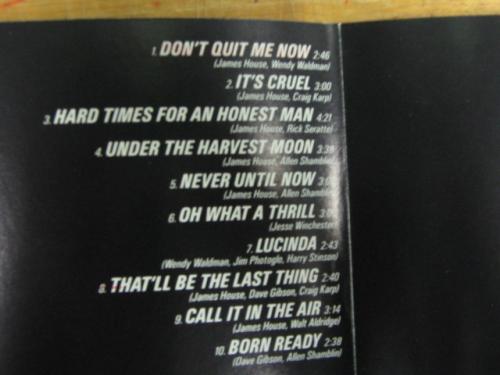 1. DON'T QUIT ME NOW 2:46
(James House, Wendy Waldman)
2. IT'S CRUEL 3:00
(James House, Craig Karp)
3. HARD TIMES FOR AN HONEST MAN 4:21
(James House, Rick Seratte)
4. UNDER THE HARVEST MOON 3:38
(James House, Allen Shamblin)
5. NEVER UNTIL NOW
(James House, Allen Shamblin)
6. OH WHAT A THRILL
(Jesse Winchester)
7. LUCINDA 2:43
(Wendy Waldman, Jim Photoglo, Harry Stinson)
8. THAT'LL BE THE LAST THING 2:40
(James House, Dave Gibson, Craig Karp)
9. CALL IT IN THE AIR 3:14
(James House, Walt Aldridge)
10. BORN READY 2:38
(Dave Gibson, Allen Shamblin)